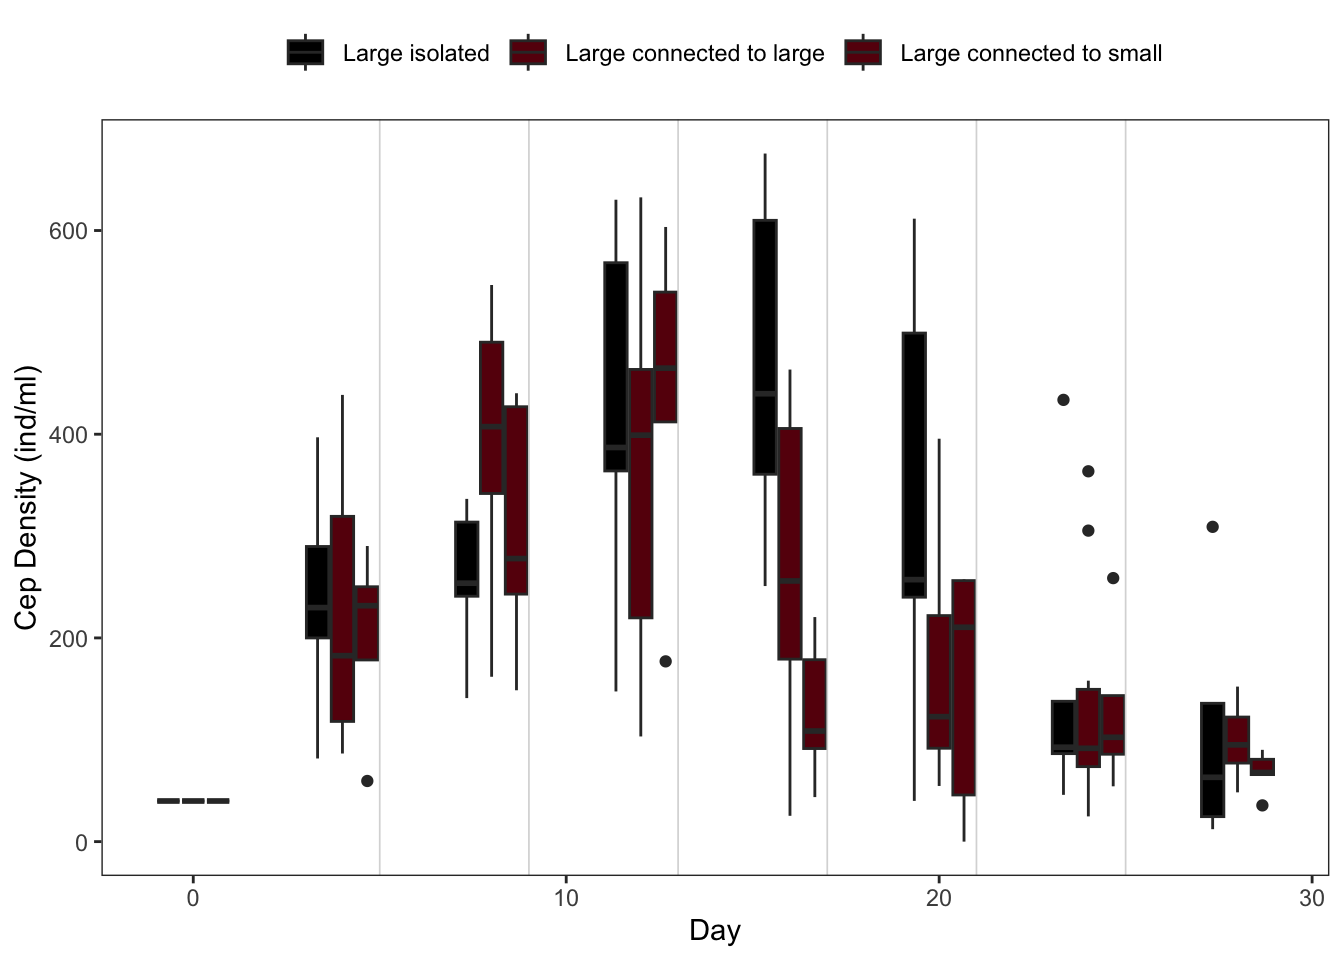 Large isolated Large connected to large Large connected to small
Cep Density (ind/ml)
600
400
200
0
0 10 20 30
Day